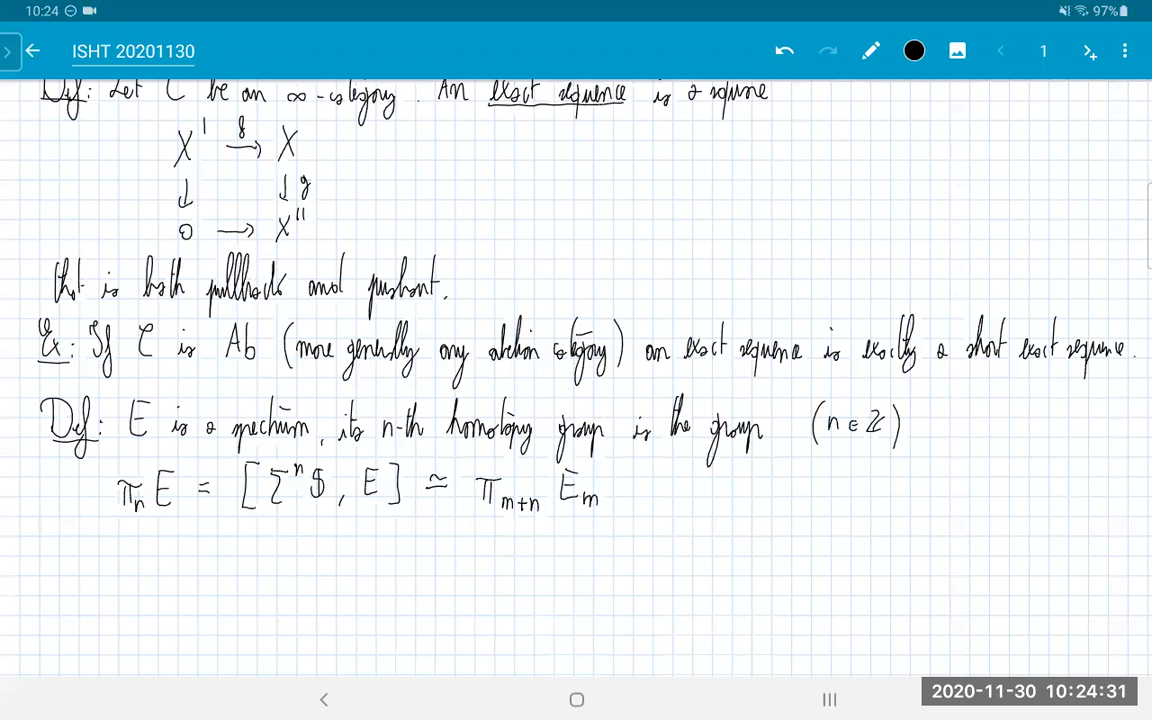 10:24 97%
ISHT 20201130 1
Def: Let C be an ∞-category. An exact sequence is a square
X' f→ X
↓ ↓ g
0 → X''
that is both pullback and pushout.
Ex: If C is Ab (more generally any abelian category) an exact sequence is exactly a short exact sequence.
Def: E is a spectrum, its n-th homotopy group is the group (n ∈ ℤ)
πₙE = [Σⁿ𝕊, E] ≃ πₘ₊ₙ Eₘ
2020-11-30 10:24:31